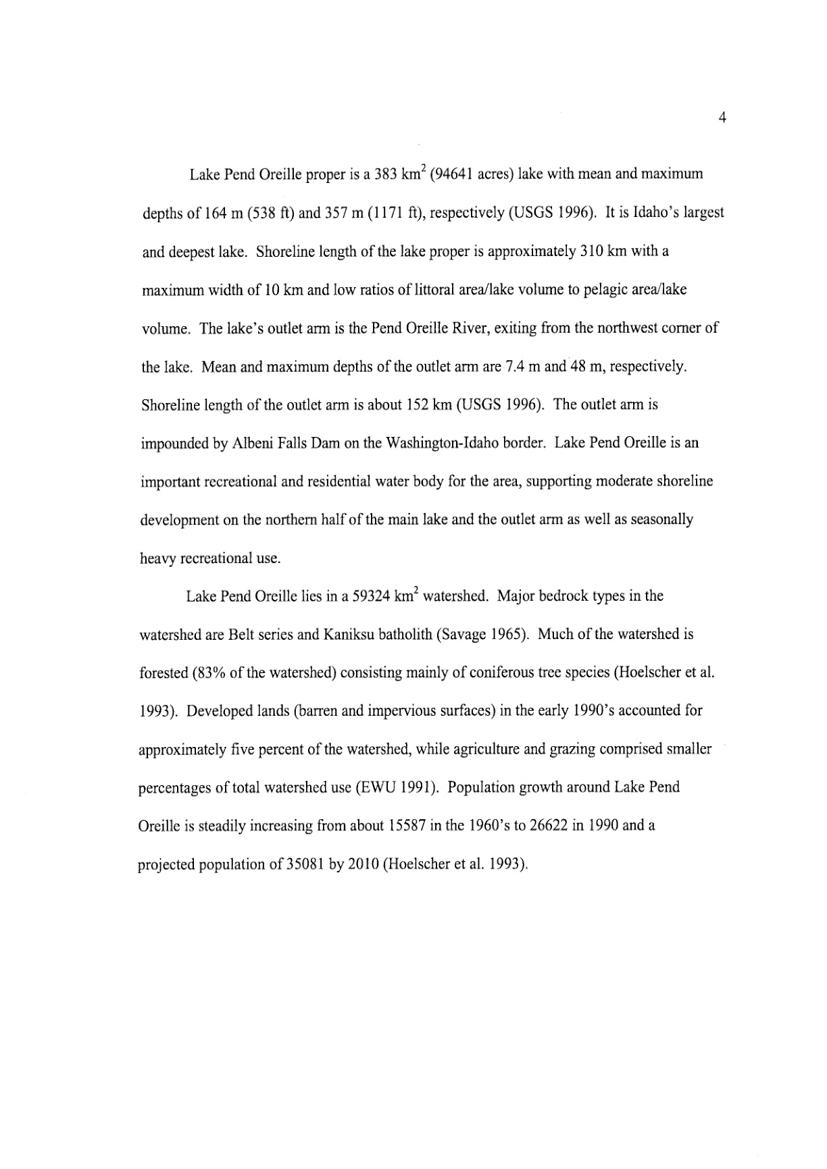 4
Lake Pend Oreille proper is a 383 km² (94641 acres) lake with mean and maximum
depths of 164 m (538 ft) and 357 m (1171 ft), respectively (USGS 1996). It is Idaho's largest
and deepest lake. Shoreline length of the lake proper is approximately 310 km with a
maximum width of 10 km and low ratios of littoral area/lake volume to pelagic area/lake
volume. The lake's outlet arm is the Pend Oreille River, exiting from the northwest corner of
the lake. Mean and maximum depths of the outlet arm are 7.4 m and 48 m, respectively.
Shoreline length of the outlet arm is about 152 km (USGS 1996). The outlet arm is
impounded by Albeni Falls Dam on the Washington-Idaho border. Lake Pend Oreille is an
important recreational and residential water body for the area, supporting moderate shoreline
development on the northern half of the main lake and the outlet arm as well as seasonally
heavy recreational use.
Lake Pend Oreille lies in a 59324 km² watershed. Major bedrock types in the
watershed are Belt series and Kaniksu batholith (Savage 1965). Much of the watershed is
forested (83% of the watershed) consisting mainly of coniferous tree species (Hoelscher et al.
1993). Developed lands (barren and impervious surfaces) in the early 1990's accounted for
approximately five percent of the watershed, while agriculture and grazing comprised smaller
percentages of total watershed use (EWU 1991). Population growth around Lake Pend
Oreille is steadily increasing from about 15587 in the 1960's to 26622 in 1990 and a
projected population of 35081 by 2010 (Hoelscher et al. 1993).